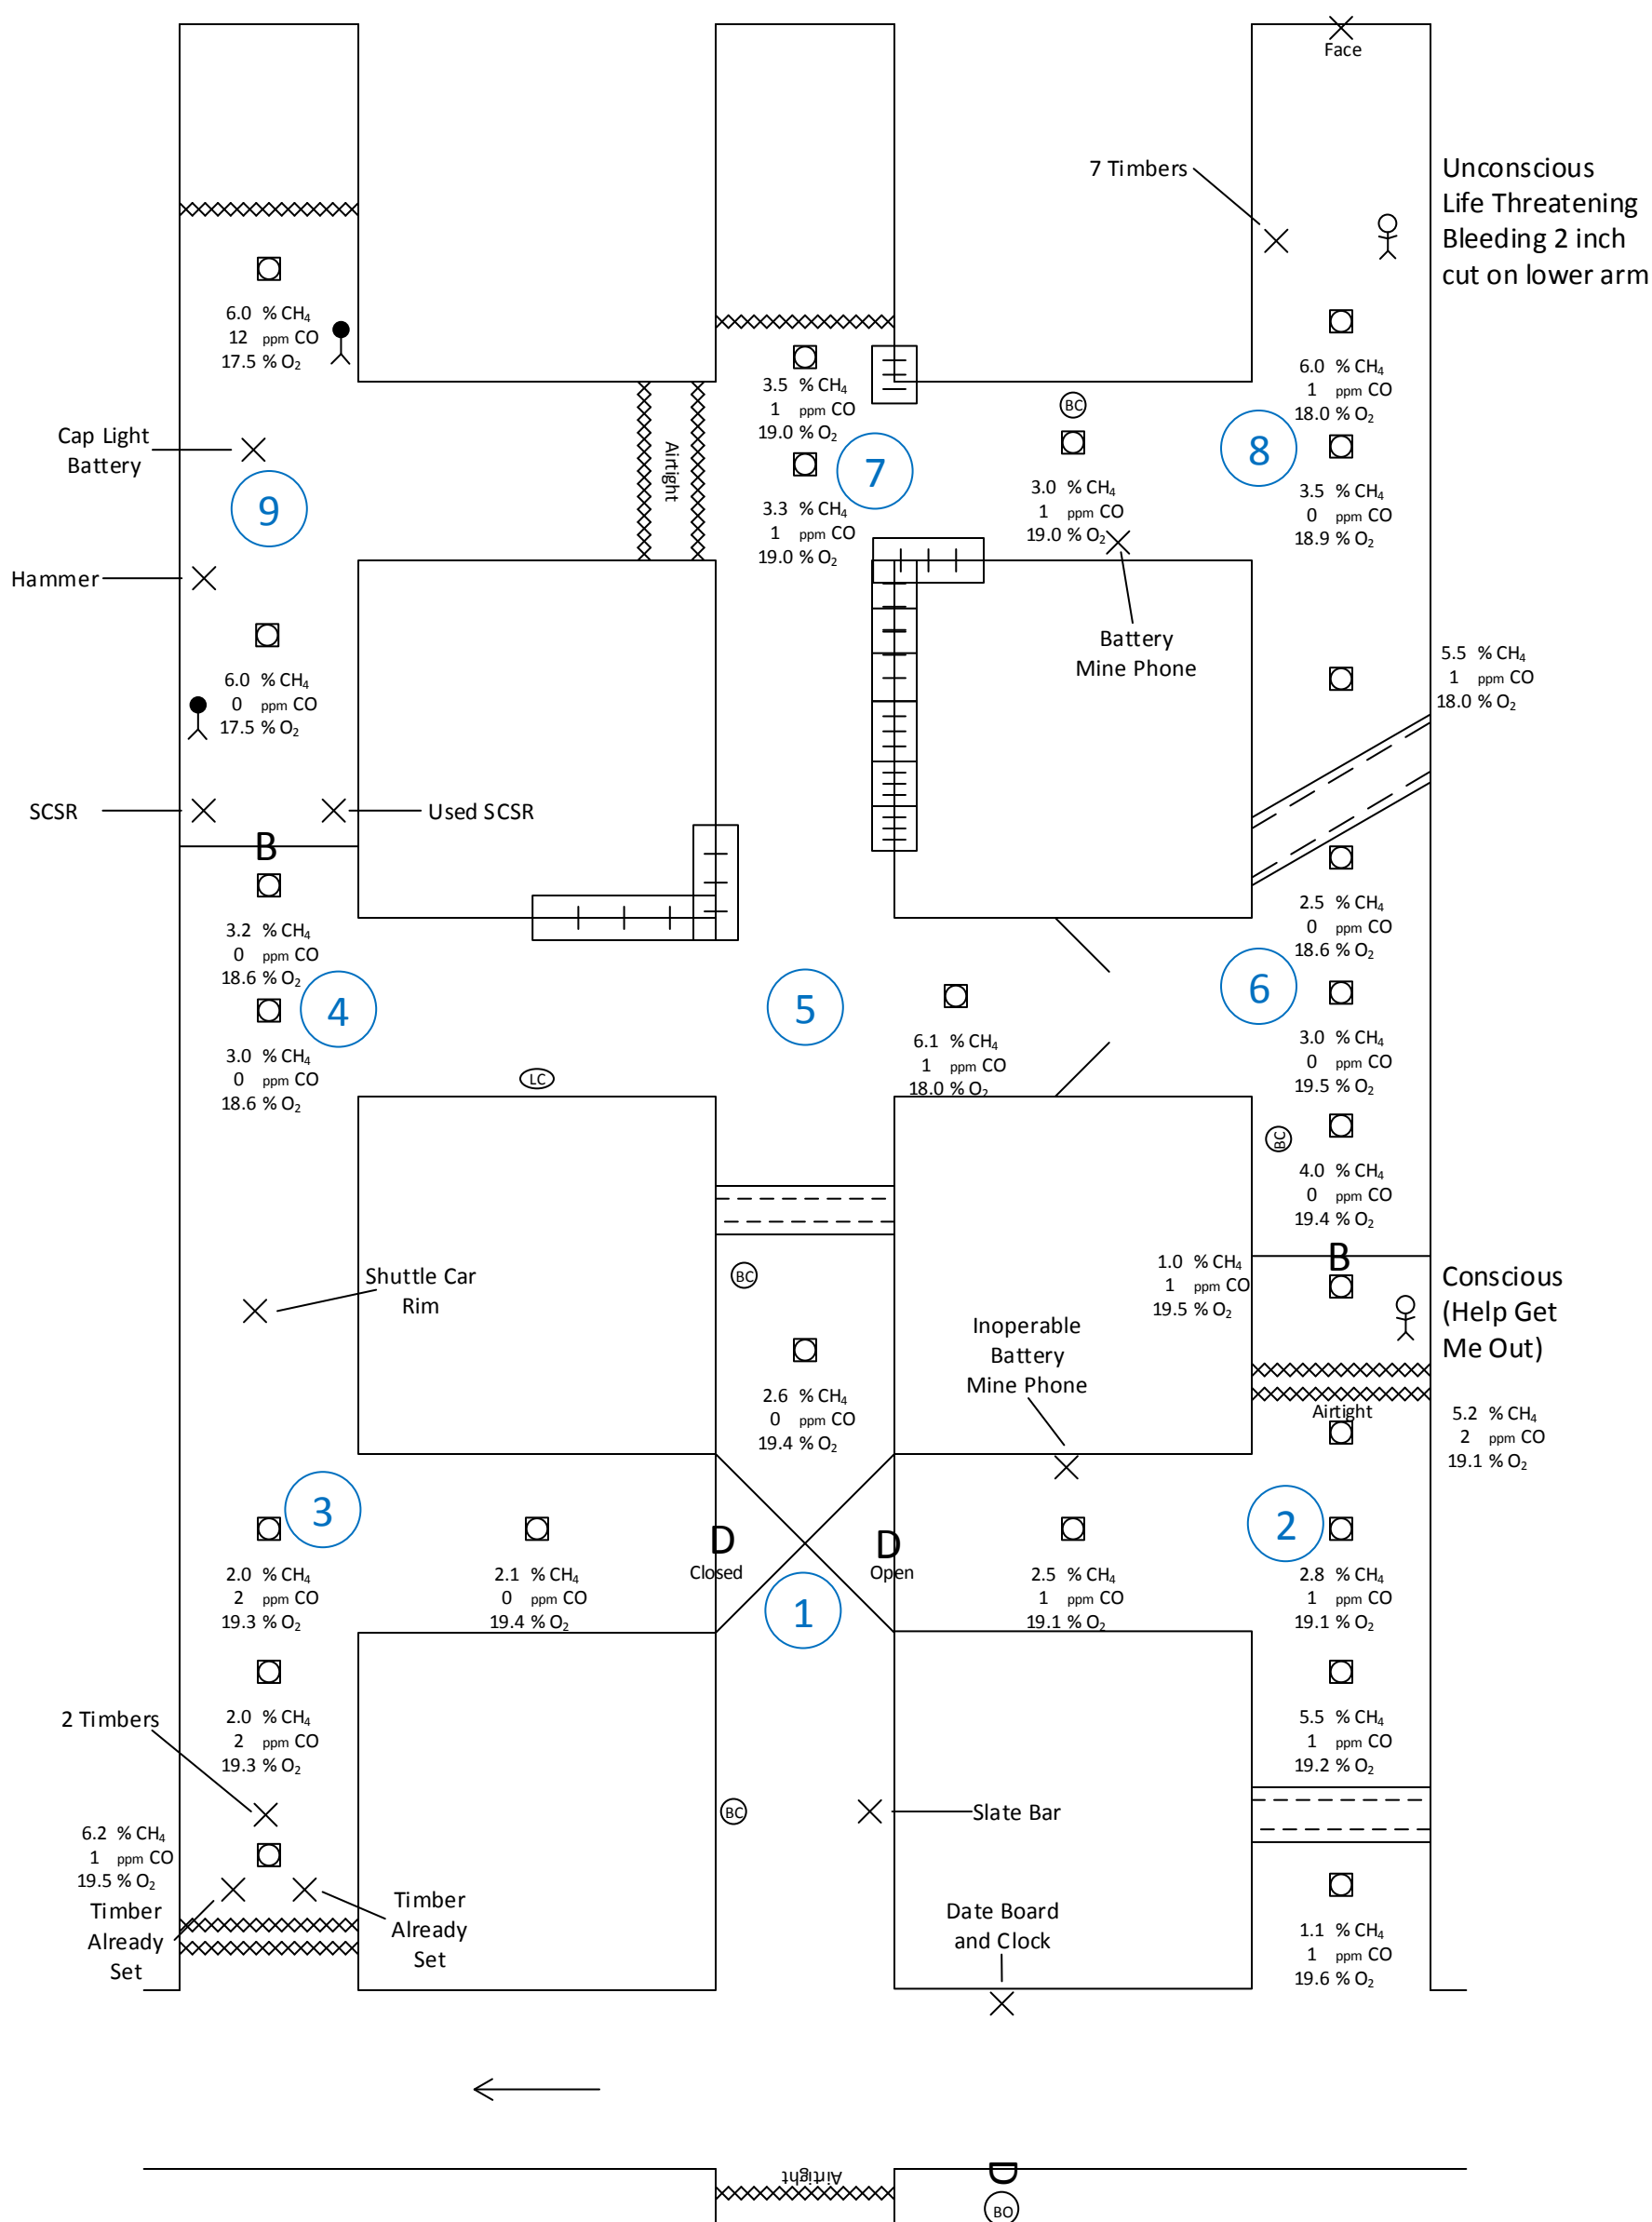 Face
7 Timbers
Unconscious
Life Threatening
Bleeding 2 inch
cut on lower arm
6.0 % CH₄
12 ppm CO
17.5 % O₂
3.5 % CH₄
1 ppm CO
19.0 % O₂
6.0 % CH₄
1 ppm CO
18.0 % O₂
BC
Cap Light
Battery
Airtight
9
7
8
3.3 % CH₄
1 ppm CO
19.0 % O₂
3.0 % CH₄
1 ppm CO
19.0 % O₂
3.5 % CH₄
0 ppm CO
18.9 % O₂
Hammer
Battery
Mine Phone
6.0 % CH₄
0 ppm CO
17.5 % O₂
5.5 % CH₄
1 ppm CO
18.0 % O₂
SCSR
Used SCSR
B
3.2 % CH₄
0 ppm CO
18.6 % O₂
2.5 % CH₄
0 ppm CO
18.6 % O₂
4
5
6
3.0 % CH₄
0 ppm CO
18.6 % O₂
6.1 % CH₄
1 ppm CO
18.0 % O₂
3.0 % CH₄
0 ppm CO
19.5 % O₂
LC
BC
4.0 % CH₄
0 ppm CO
19.4 % O₂
B
Shuttle Car
Rim
BC
1.0 % CH₄
1 ppm CO
19.5 % O₂
Conscious
(Help Get
Me Out)
Inoperable
Battery
Mine Phone
2.6 % CH₄
0 ppm CO
19.4 % O₂
Airtight
5.2 % CH₄
2 ppm CO
19.1 % O₂
3
2
D
Closed
D
Open
1
2.0 % CH₄
2 ppm CO
19.3 % O₂
2.1 % CH₄
0 ppm CO
19.4 % O₂
2.5 % CH₄
1 ppm CO
19.1 % O₂
2.8 % CH₄
1 ppm CO
19.1 % O₂
2 Timbers
2.0 % CH₄
2 ppm CO
19.3 % O₂
5.5 % CH₄
1 ppm CO
19.2 % O₂
BC
Slate Bar
6.2 % CH₄
1 ppm CO
19.5 % O₂
Timber
Already
Set
Timber
Already
Set
Date Board
and Clock
1.1 % CH₄
1 ppm CO
19.6 % O₂
Airtight
D
BO